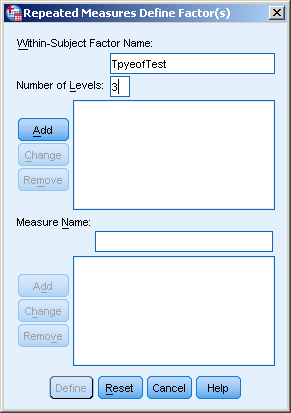 Repeated Measures Define Factor(s)
Within-Subject Factor Name:
TpyeofTest
Number of Levels: 3
Add
Change
Remove
Measure Name:
Add
Change
Remove
Define Reset Cancel Help